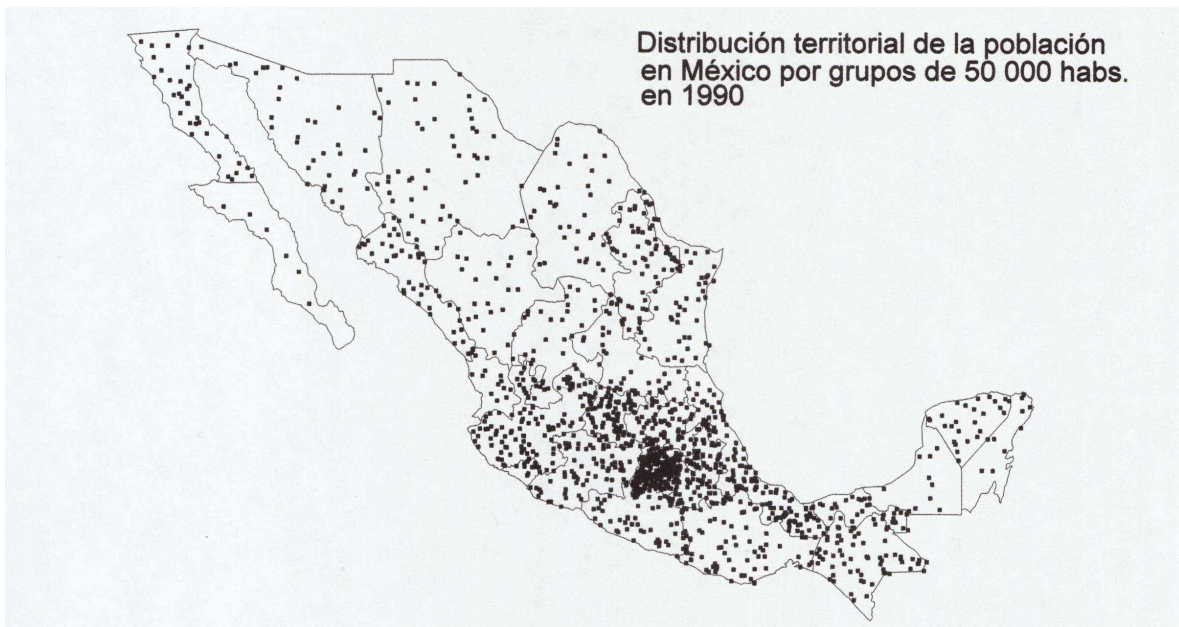 Distribución territorial de la población
en México por grupos de 50 000 habs.
en 1990